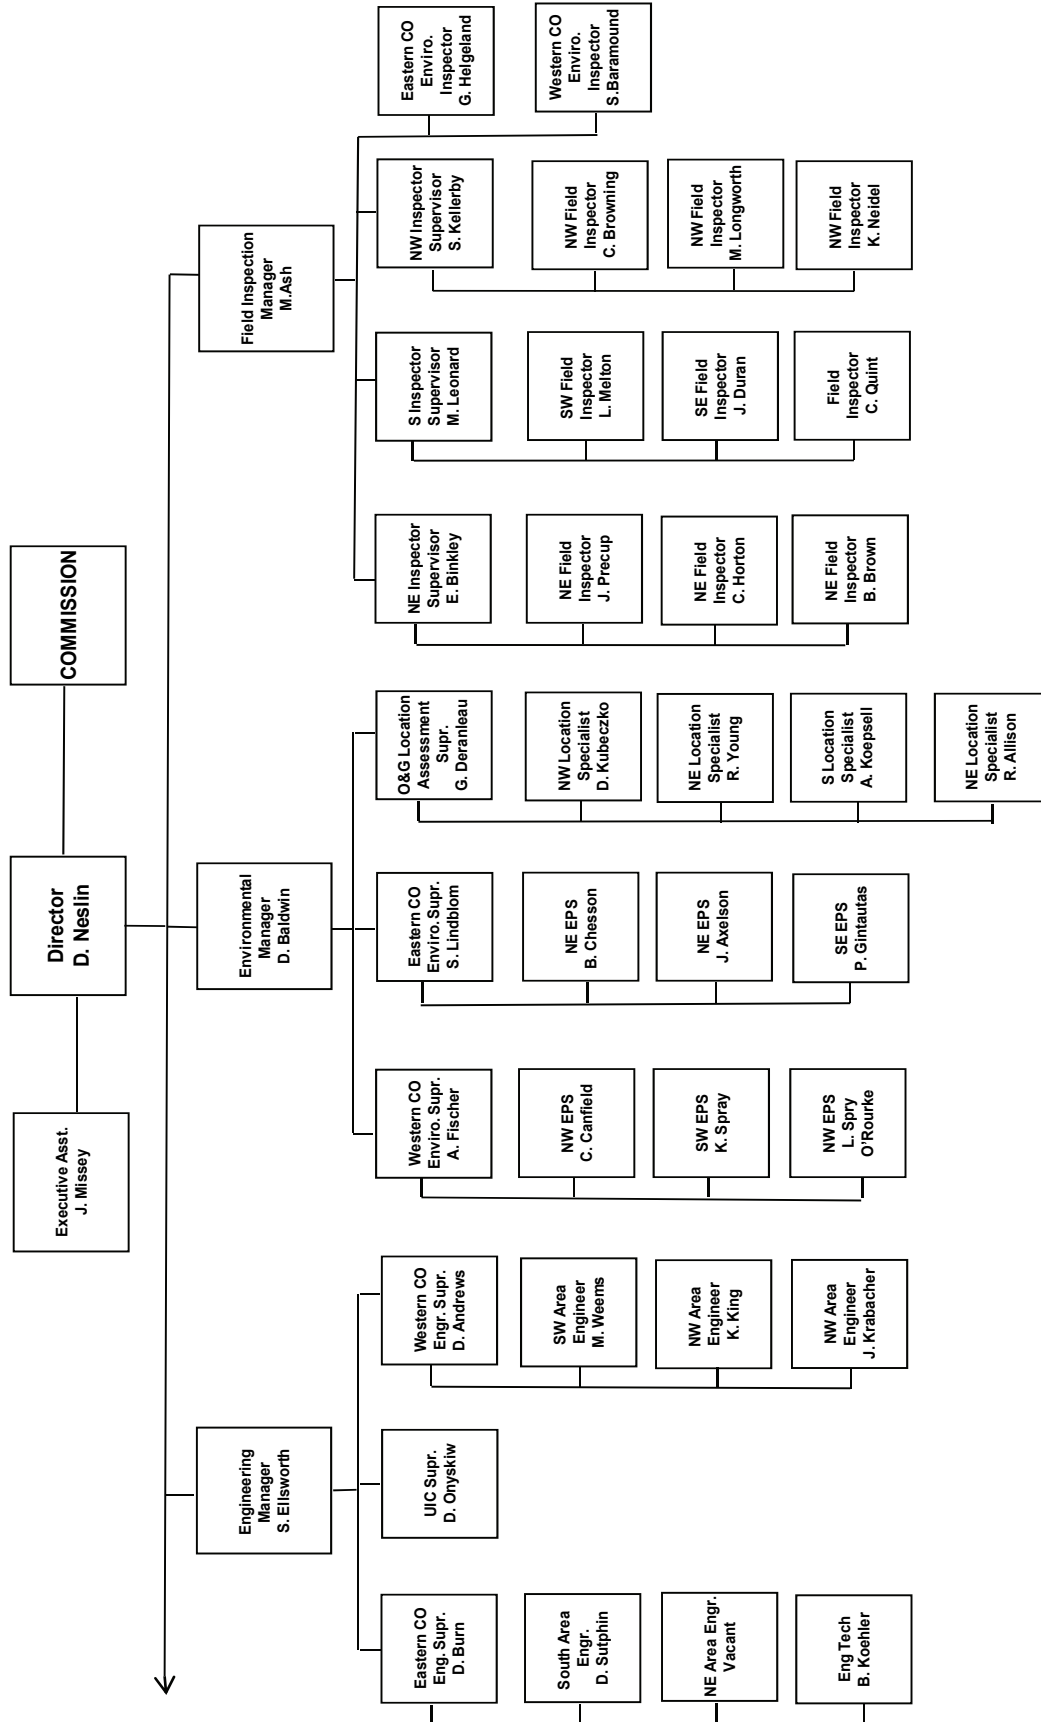 COMMISSION
Director
D. Neslin
Executive Asst.
J. Missey
Engineering
Manager
S. Ellsworth
Environmental
Manager
D. Baldwin
Field Inspection
Manager
M.Ash
Eastern CO
Eng. Supr.
D. Burn
South Area
Engr.
D. Sutphin
NE Area Engr.
Vacant
Eng Tech
B. Koehler
UIC Supr.
D. Onyskiw
Western CO
Engr. Supr.
D. Andrews
SW Area
Engineer
M. Weems
NW Area
Engineer
K. King
NW Area
Engineer
J. Krabacher
Western CO
Enviro. Supr.
A. Fischer
NW EPS
C. Canfield
SW EPS
K. Spray
NW EPS
L. Spry
O'Rourke
Eastern CO
Enviro. Supr.
S. Lindblom
NE EPS
B. Chesson
NE EPS
J. Axelson
SE EPS
P. Gintautas
O&G Location
Assessment
Supr.
G. Deranleau
NW Location
Specialist
D. Kubeczko
NE Location
Specialist
R. Young
S Location
Specialist
A. Koepsell
NE Location
Specialist
R. Allison
NE Inspector
Supervisor
E. Binkley
NE Field
Inspector
J. Precup
NE Field
Inspector
C. Horton
NE Field
Inspector
B. Brown
S Inspector
Supervisor
M. Leonard
SW Field
Inspector
L. Melton
SE Field
Inspector
J. Duran
Field
Inspector
C. Quint
NW Inspector
Supervisor
S. Kellerby
NW Field
Inspector
C. Browning
NW Field
Inspector
M. Longworth
NW Field
Inspector
K. Neidel
Eastern CO
Enviro.
Inspector
G. Helgeland
Western CO
Enviro.
Inspector
S.Baramound